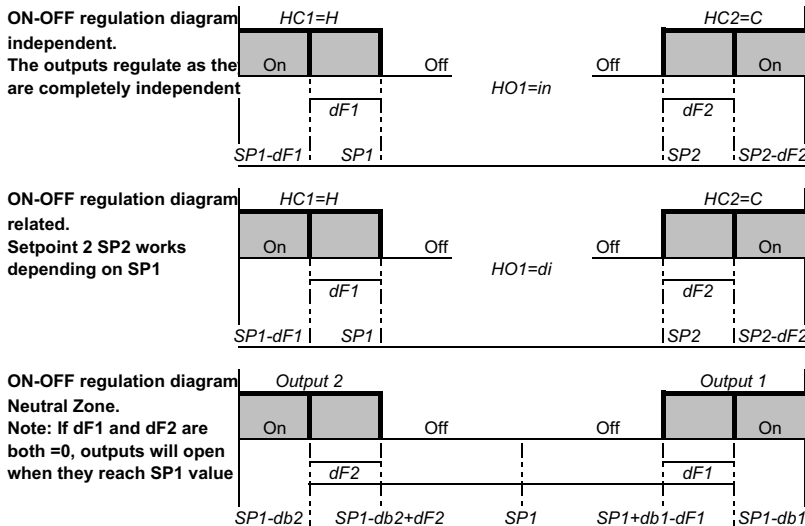 ON-OFF regulation diagram
independent.
The outputs regulate as the
are completely independent
HC1=H
HC2=C
On
Off
Off
On
HO1=in
dF1
dF2
SP1-dF1
SP1
SP2
SP2-dF2
ON-OFF regulation diagram
related.
Setpoint 2 SP2 works
depending on SP1
HC1=H
HC2=C
On
Off
Off
On
HO1=di
dF1
dF2
SP1-dF1
SP1
SP2
SP2-dF2
ON-OFF regulation diagram
Neutral Zone.
Note: If dF1 and dF2 are
both =0, outputs will open
when they reach SP1 value
Output 2
Output 1
On
Off
Off
On
dF2
dF1
SP1-db2
SP1-db2+dF2
SP1
SP1+db1-dF1
SP1-db1